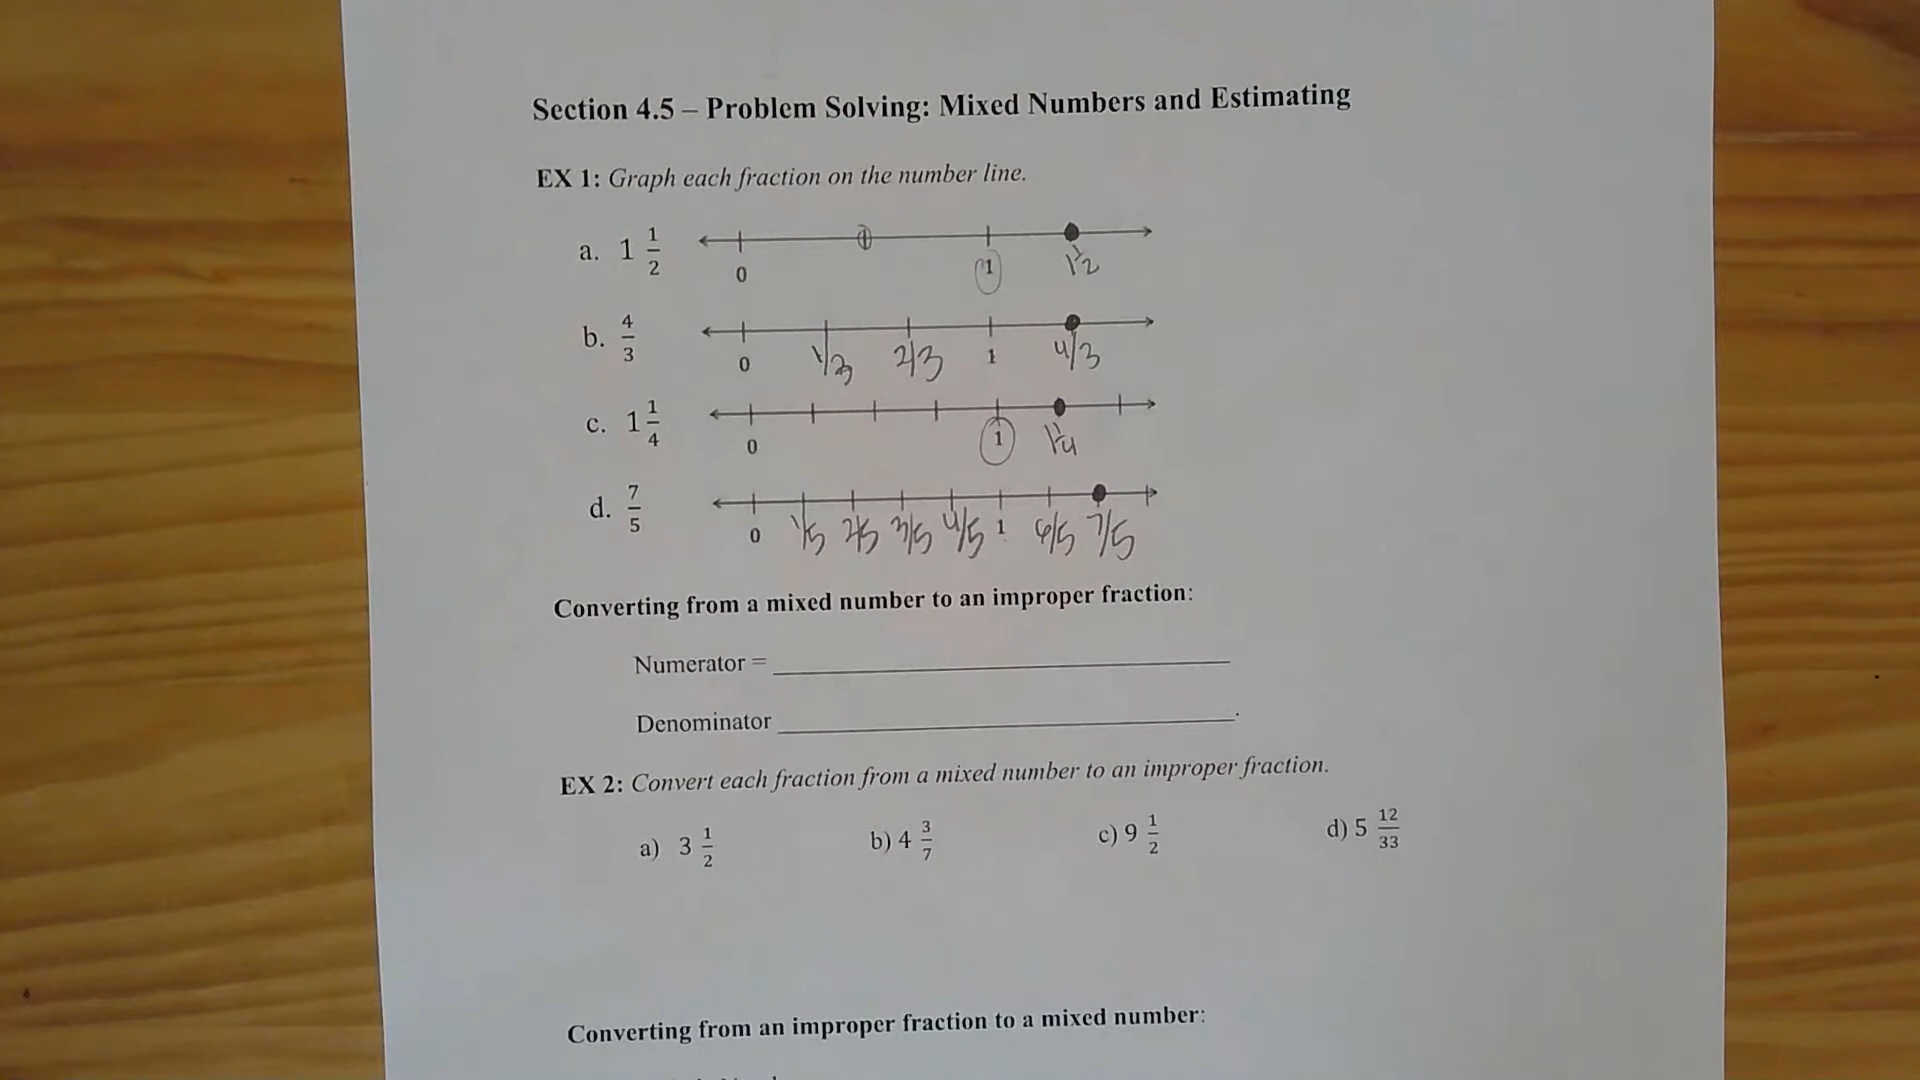 Section 4.5 – Problem Solving: Mixed Numbers and Estimating
EX 1: Graph each fraction on the number line.
a. 1 1/2
0 1 1 1/2
b. 4/3
0 1/3 2/3 1 4/3
c. 1 1/4
0 1 1 1/4
d. 7/5
0 1/5 2/5 3/5 4/5 1 6/5 7/5
Converting from a mixed number to an improper fraction:
Numerator = ____________________
Denominator ____________________.
EX 2: Convert each fraction from a mixed number to an improper fraction.
a) 3 1/2 b) 4 3/7 c) 9 1/2 d) 5 12/33
Converting from an improper fraction to a mixed number: